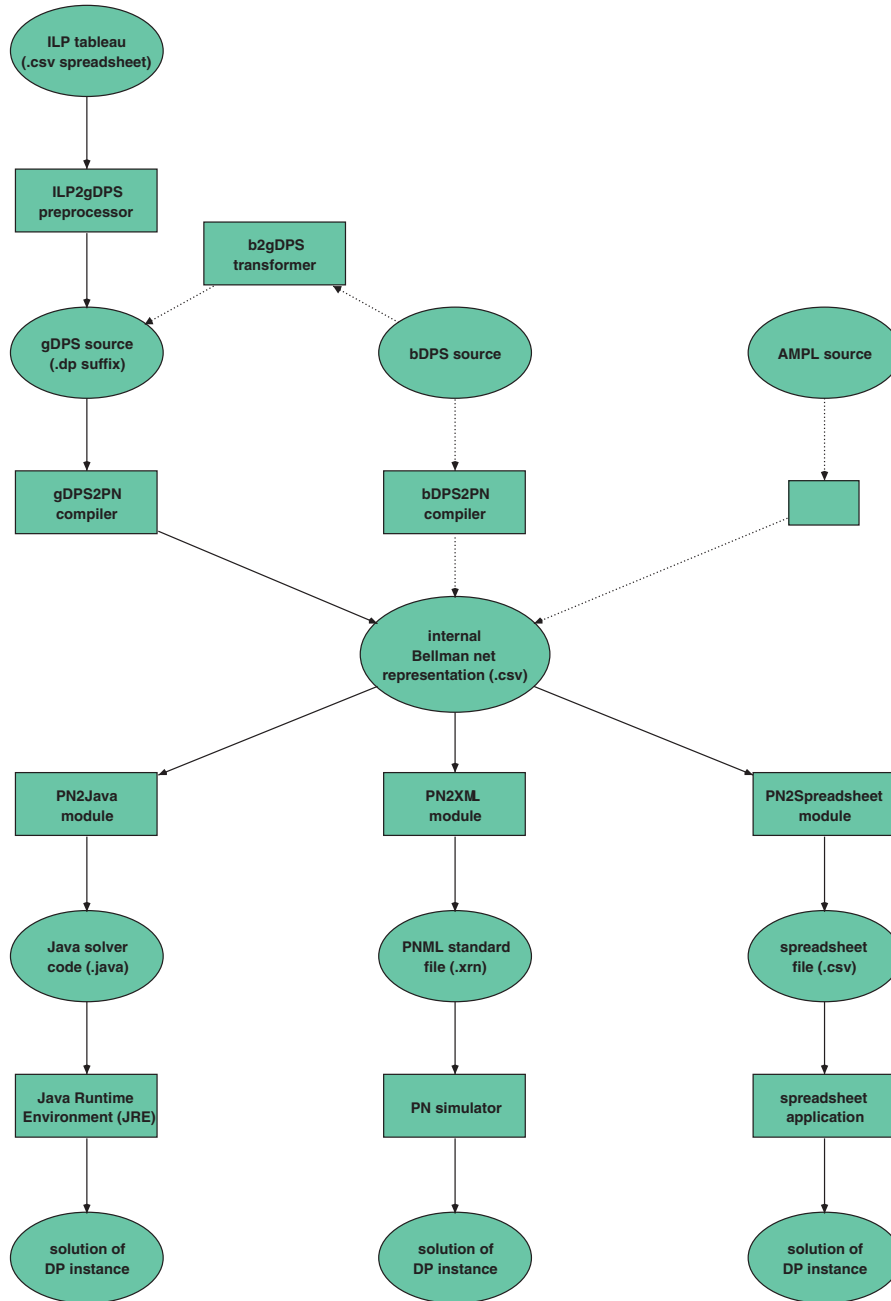 ILP tableau
(.csv spreadsheet)
ILP2gDPS
preprocessor
b2gDPS
transformer
gDPS source
(.dp suffix)
bDPS source
AMPL source
gDPS2PN
compiler
bDPS2PN
compiler
internal
Bellman net
representation (.csv)
PN2Java
module
PN2XML
module
PN2Spreadsheet
module
Java solver
code (.java)
PNML standard
file (.xrn)
spreadsheet
file (.csv)
Java Runtime
Environment (JRE)
PN simulator
spreadsheet
application
solution of
DP instance
solution of
DP instance
solution of
DP instance